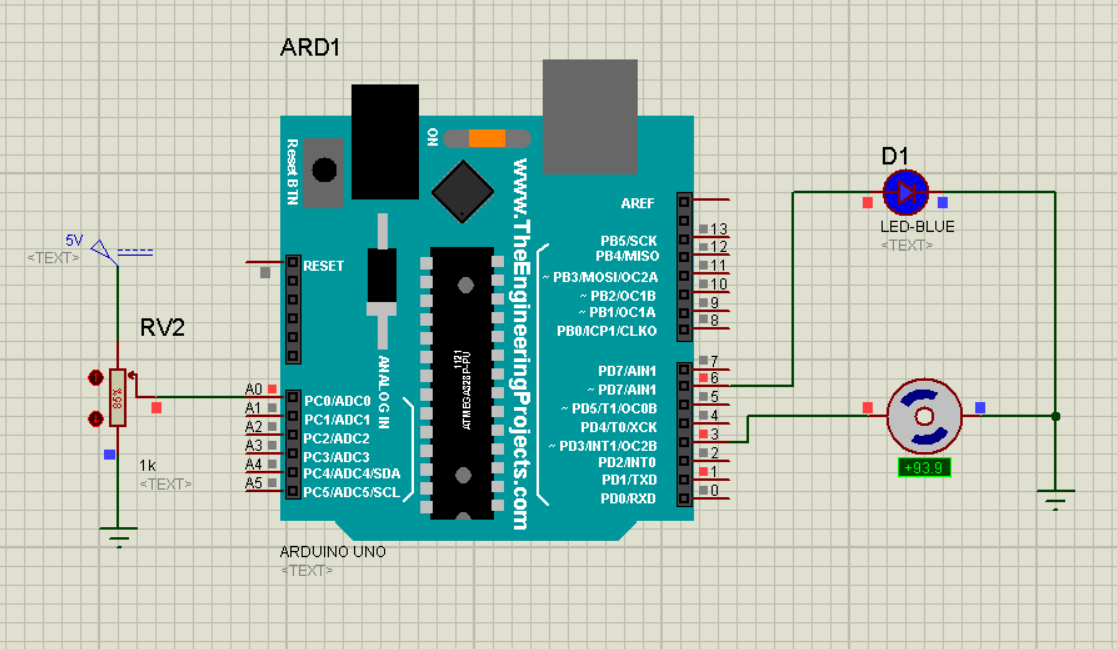 ARD1
ON
Reset BTN
www.TheEngineeringProjects.com
AREF
PB5/SCK
PB4/MISO
~ PB3/MOSI/OC2A
~ PB2/OC1B
~ PB1/OC1A
PB0/ICP1/CLKO
13
12
11
10
9
8
D1
LED-BLUE
<TEXT>
5V
<TEXT>
RESET
RV2
85%
1k
<TEXT>
ANALOG IN
1121
ATMEGA328P-PU
A0
A1
A2
A3
A4
A5
PC0/ADC0
PC1/ADC1
PC2/ADC2
PC3/ADC3
PC4/ADC4/SDA
PC5/ADC5/SCL
PD7/AIN1
~ PD7/AIN1
~ PD5/T1/OC0B
PD4/T0/XCK
~ PD3/INT1/OC2B
PD2/INT0
PD1/TXD
PD0/RXD
7
6
5
4
3
2
1
0
+93.9
ARDUINO UNO
<TEXT>